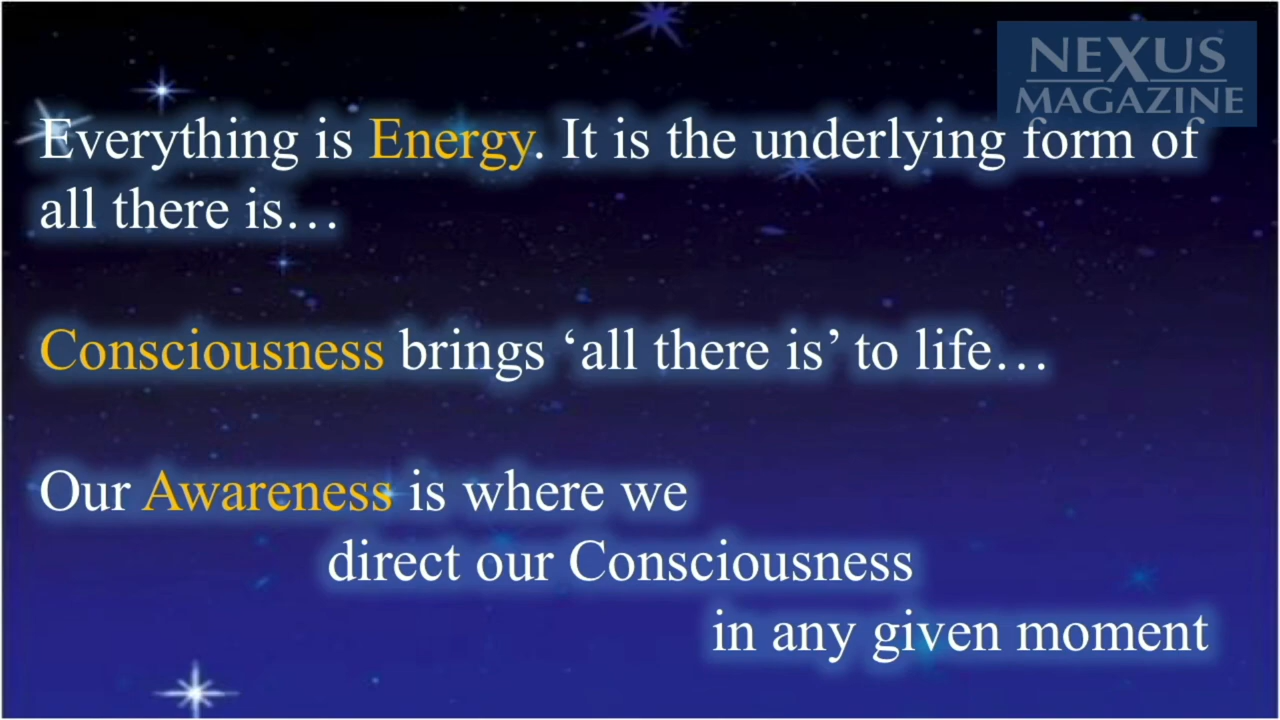 NEXUS
MAGAZINE
Everything is Energy. It is the underlying form of
all there is…
Consciousness brings ‘all there is’ to life…
Our Awareness is where we
direct our Consciousness
in any given moment